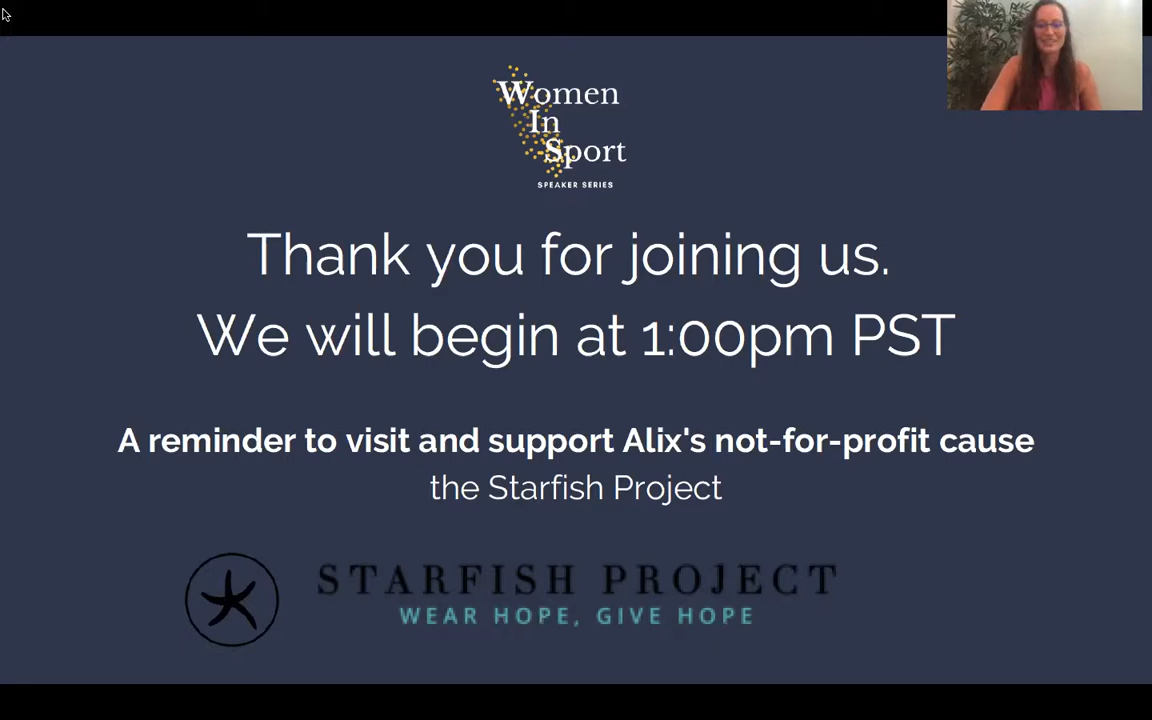 Women
In
Sport
SPEAKER SERIES
Thank you for joining us.
We will begin at 1:00pm PST
A reminder to visit and support Alix's not-for-profit cause
the Starfish Project
STARFISH PROJECT
WEAR HOPE, GIVE HOPE